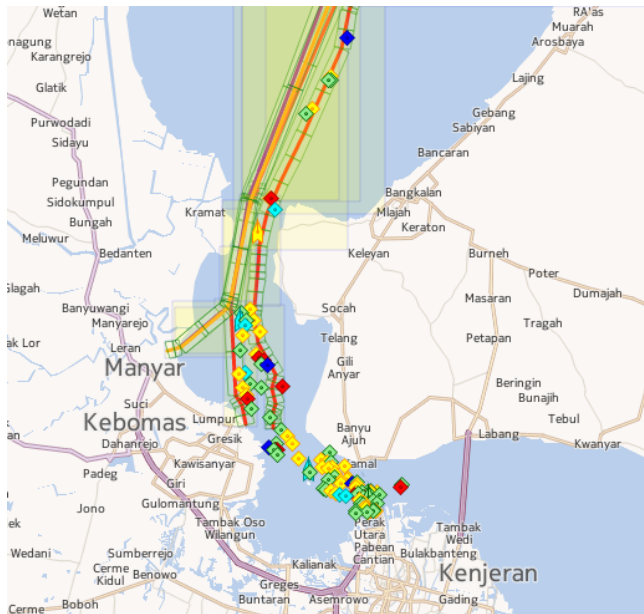 RA'as
Wetan
Muarah
onagung
Arosbaya
Karangrejo
Glatik
Lajing
Gebang
Purwodadi
Sabiyan
Sidayu
Bancaran
Pegundan
Bangkalan
Sidokumpul
Kramat
Mlajah
Bungah
Keraton
Meluwur
Bedanten
Keleyan
Burneh
Poter
Glagah
Masaran
Dumajah
Banyuwangi
Socah
Manyarejo
Tragah
ak Lor
Telang
Petapan
Leran
Gili
Anyar
Manyar
Beringin
Suci
Bunajih
Kebomas
Lumpur
Tebul
Banyu
Ajuh
Labang
Dahanrejo
Gresik
Kwanyar
Kawisanyar
Kamal
Padeg
Giri
Gulomantung
Jono
Tambak Oso
Wilangun
Perak
Utara
Tambak
Wedi
Pabean
Cantian
Bulakbanteng
Wedani
Sumberrejo
Kalianak
Cerme
Kidul
Benowo
Kenjeran
Greges
Cerme
Boboh
Buntaran
Asemrowo
Gading